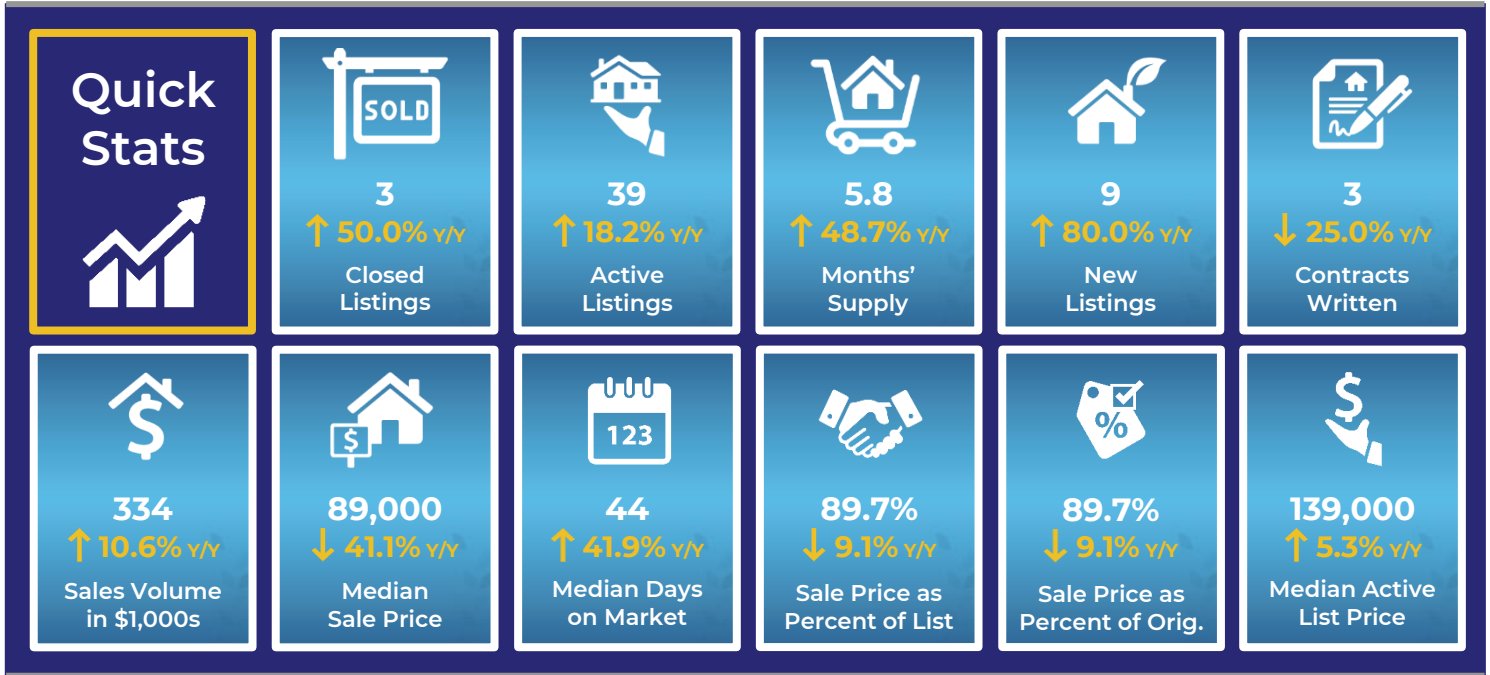 Quick
Stats
SOLD
3
↑ 50.0% Y/Y
Closed
Listings
39
↑ 18.2% Y/Y
Active
Listings
5.8
↑ 48.7% Y/Y
Months’
Supply
9
↑ 80.0% Y/Y
New
Listings
3
↓ 25.0% Y/Y
Contracts
Written
$
334
↑ 10.6% Y/Y
Sales Volume
in $1,000s
$
89,000
↓ 41.1% Y/Y
Median
Sale Price
123
44
↑ 41.9% Y/Y
Median Days
on Market
89.7%
↓ 9.1% Y/Y
Sale Price as
Percent of List
%
89.7%
↓ 9.1% Y/Y
Sale Price as
Percent of Orig.
$
139,000
↑ 5.3% Y/Y
Median Active
List Price